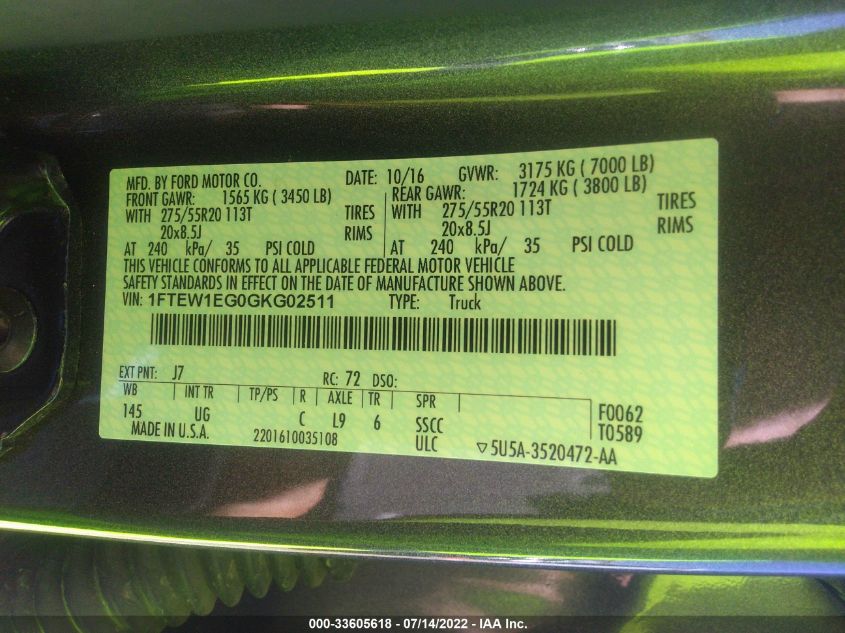 MFD. BY FORD MOTOR CO. DATE: 10/16 GVWR: 3175 KG ( 7000 LB)
FRONT GAWR: 1565 KG ( 3450 LB) REAR GAWR: 1724 KG ( 3800 LB)
WITH 275/55R20 113T TIRES WITH 275/55R20 113T TIRES
20x8.5J RIMS 20x8.5J RIMS
AT 240 kPa/ 35 PSI COLD AT 240 kPa/ 35 PSI COLD
THIS VEHICLE CONFORMS TO ALL APPLICABLE FEDERAL MOTOR VEHICLE
SAFETY STANDARDS IN EFFECT ON THE DATE OF MANUFACTURE SHOWN ABOVE.
VIN: 1FTEW1EG0GKG02511 TYPE: Truck
EXT PNT: J7 RC: 72 DSO:
WB INT TR TP/PS R AXLE TR SPR
145 UG C L9 6 SSCC F0062
MADE IN U.S.A. 2201610035108 ULC T0589
▽5U5A-3520472-AA
000-33605618 - 07/14/2022 - IAA Inc.